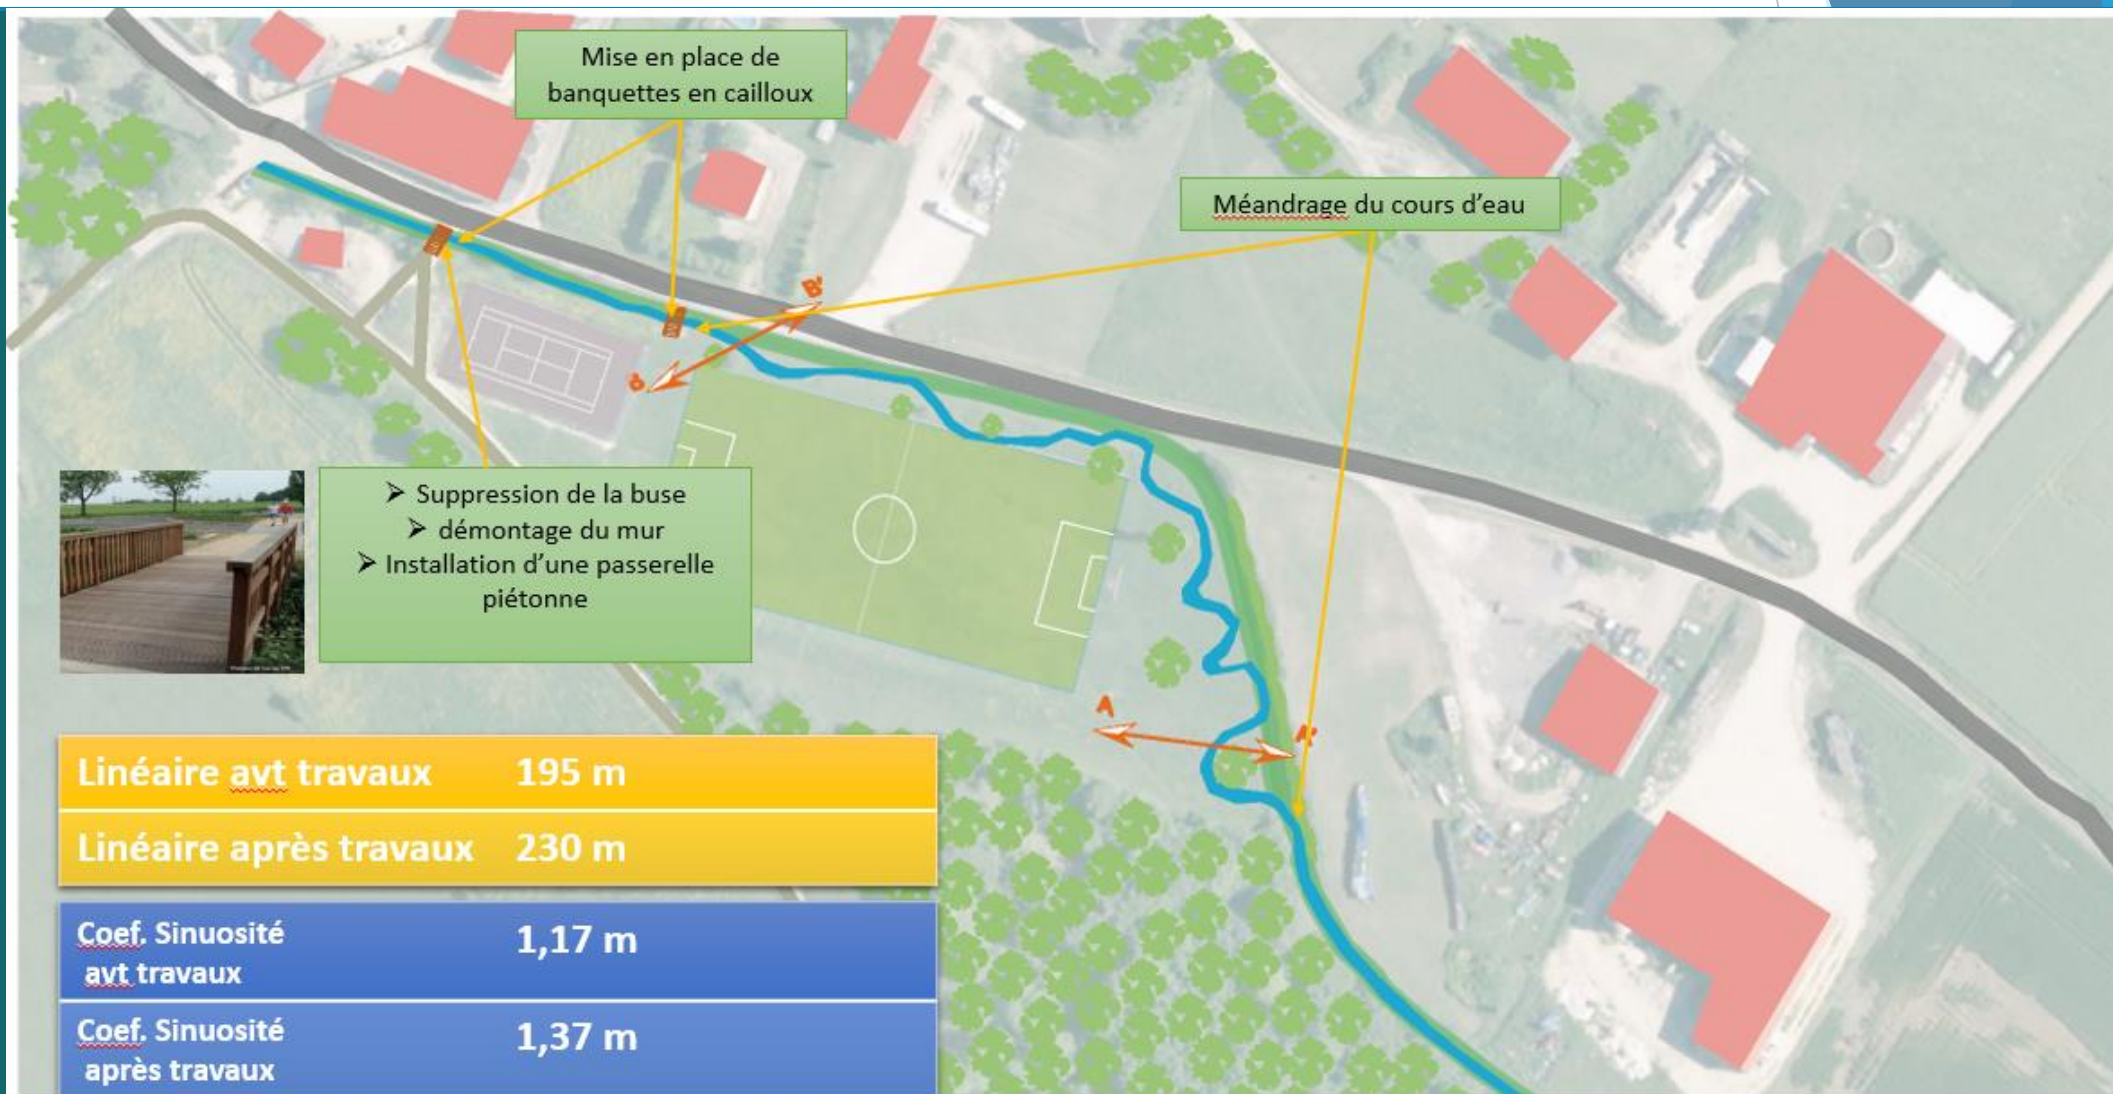 Mise en place de
banquettes en cailloux
Méandrage du cours d'eau
B'
B
➢ Suppression de la buse
➢ démontage du mur
➢ Installation d'une passerelle
piétonne
A
A'
Linéaire avt travaux 195 m
Linéaire après travaux 230 m
Coef. Sinuosité
avt travaux
1,17 m
Coef. Sinuosité
après travaux
1,37 m